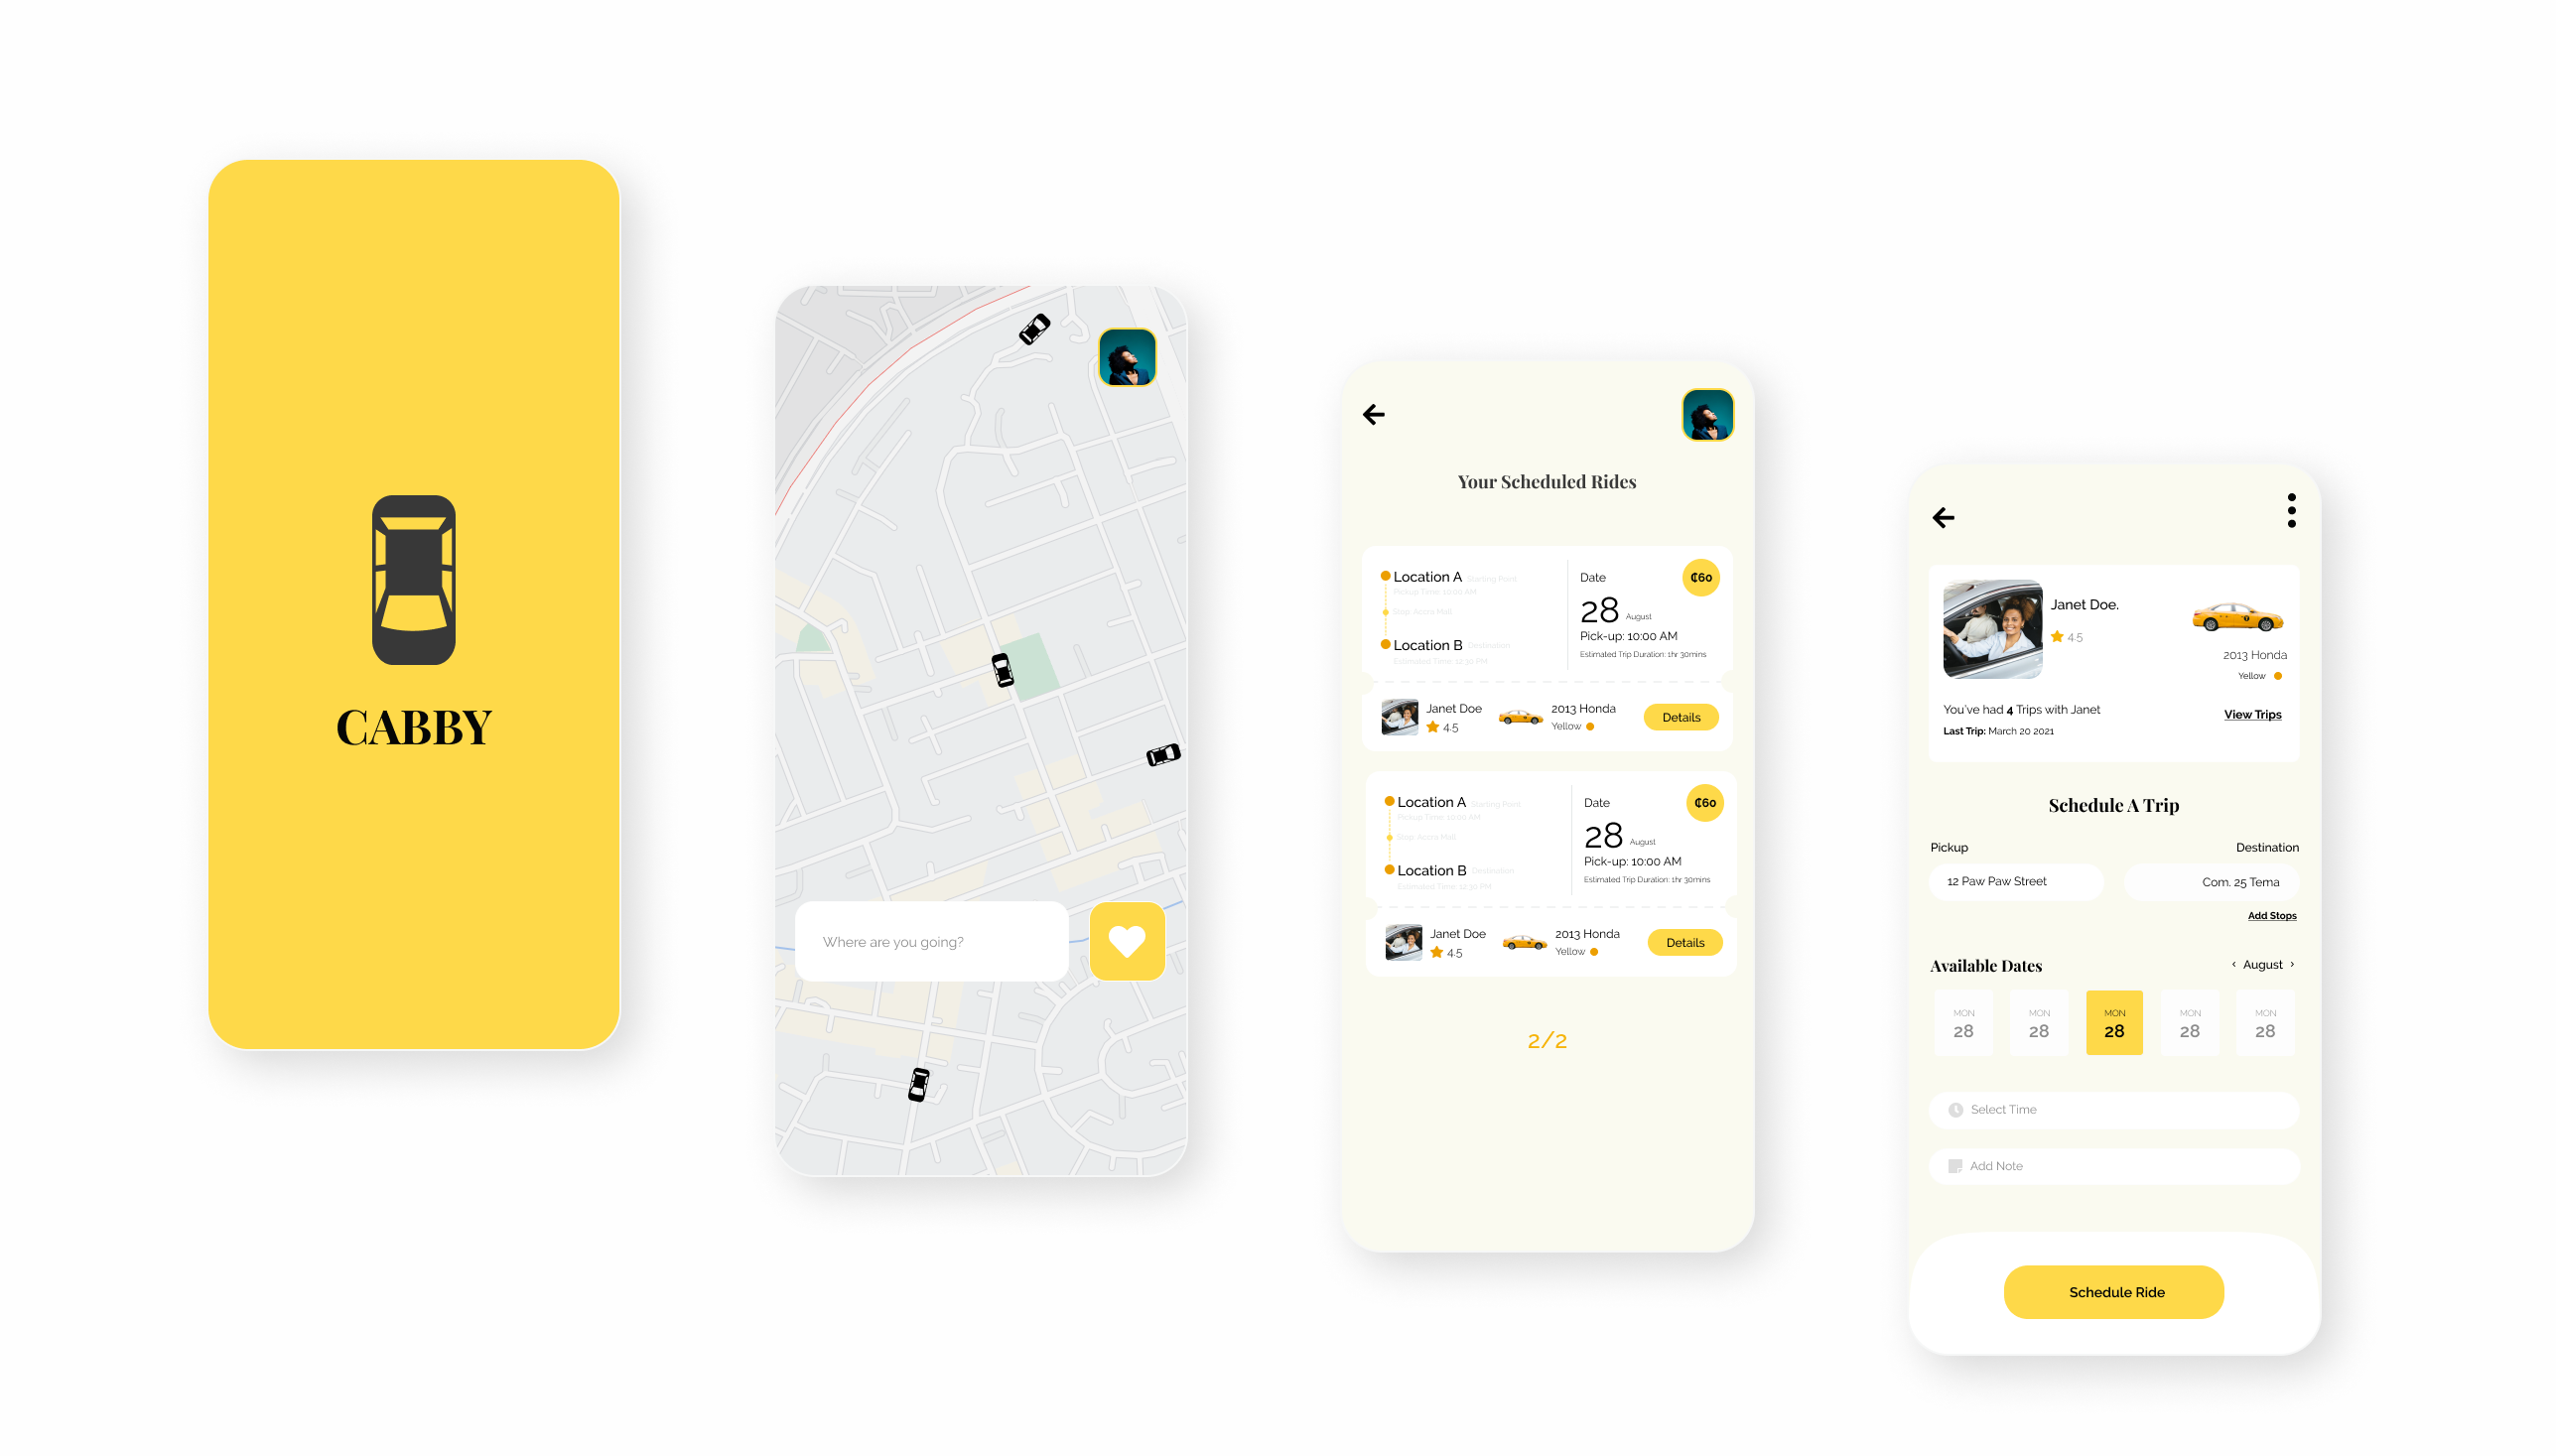 CABBY
Where are you going?
Your Scheduled Rides
Location A Starting Point
Pickup Time: 10:00 AM
Stop: Accra Mall
Location B Destination
Estimated Time: 12:30 PM
Date
₵60
28 August
Pick-up: 10:00 AM
Estimated Trip Duration: 1hr 30mins
Janet Doe
4.5
2013 Honda
Yellow
Details
Location A Starting Point
Pickup Time: 10:00 AM
Stop: Accra Mall
Location B Destination
Estimated Time: 12:30 PM
Date
₵60
28 August
Pick-up: 10:00 AM
Estimated Trip Duration: 1hr 30mins
Janet Doe
4.5
2013 Honda
Yellow
Details
2/2
Janet Doe.
4.5
2013 Honda
Yellow
You've had 4 Trips with Janet
View Trips
Last Trip: March 20 2021
Schedule A Trip
Pickup
Destination
12 Paw Paw Street
Com. 25 Tema
Add Stops
Available Dates
‹ August ›
MON MON MON MON MON
28 28 28 28 28
Select Time
Add Note
Schedule Ride